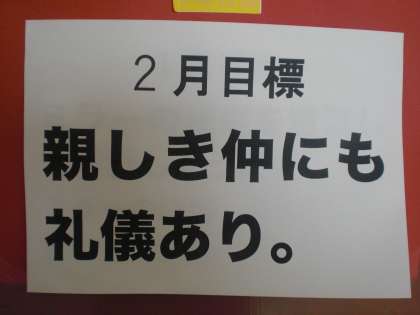 ２月目標
親しき仲にも
礼儀あり。